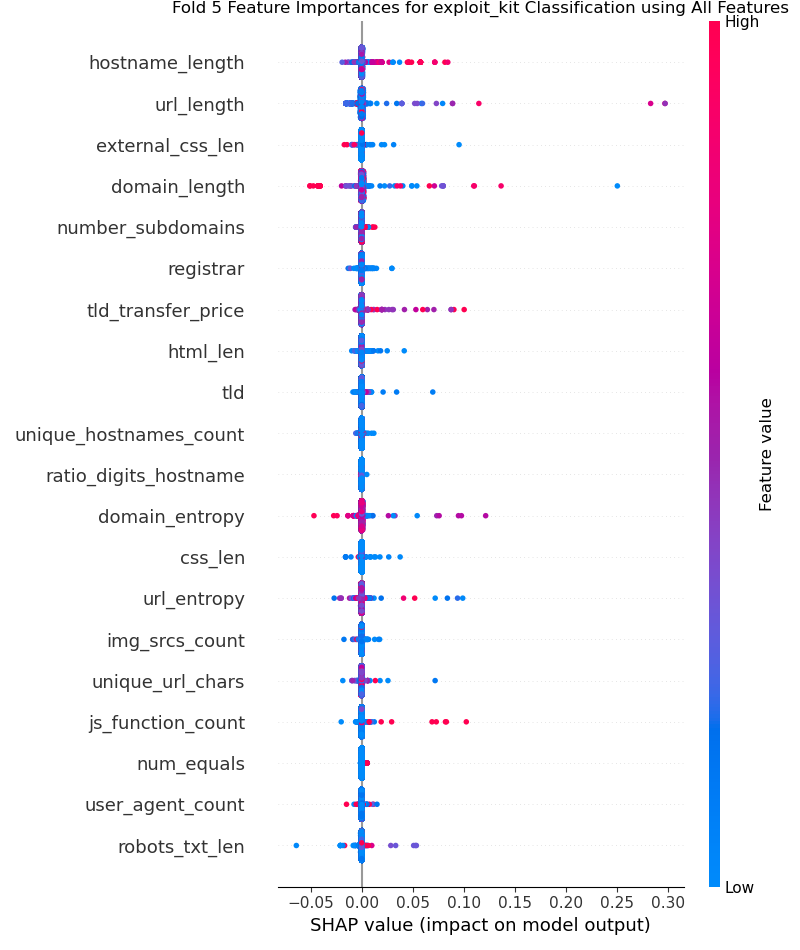 Fold 5 Feature Importances for exploit_kit Classification using All Features
High
hostname_length
url_length
external_css_len
domain_length
number_subdomains
registrar
tld_transfer_price
html_len
tld
unique_hostnames_count
ratio_digits_hostname
domain_entropy
css_len
url_entropy
img_srcs_count
unique_url_chars
js_function_count
num_equals
user_agent_count
robots_txt_len
Feature value
Low
−0.05 0.00 0.05 0.10 0.15 0.20 0.25 0.30
SHAP value (impact on model output)